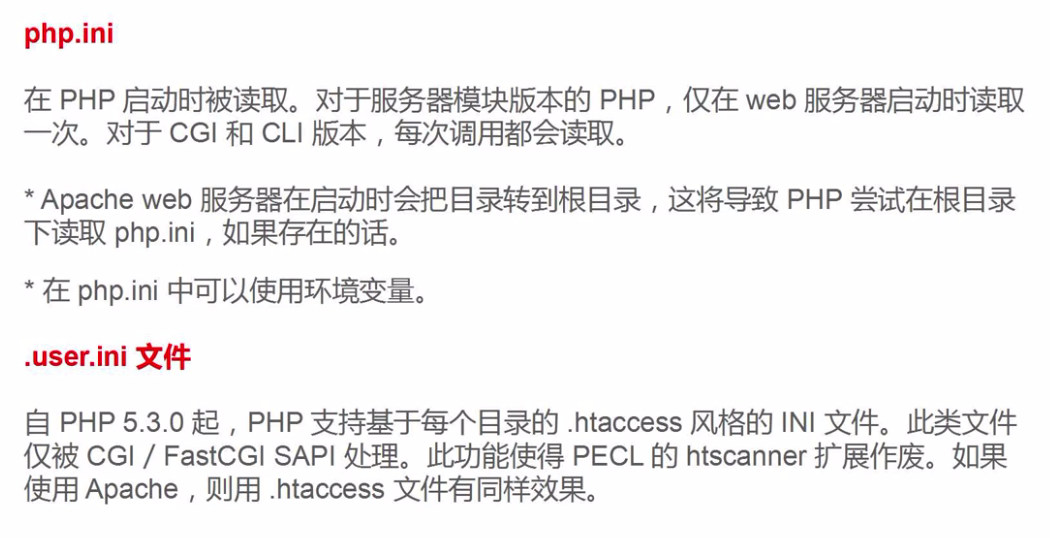 php.ini
在 PHP 启动时被读取。对于服务器模块版本的 PHP，仅在 web 服务器启动时读取
一次。对于 CGI 和 CLI 版本，每次调用都会读取。
* Apache web 服务器在启动时会把目录转到根目录，这将导致 PHP 尝试在根目录
下读取 php.ini，如果存在的话。
* 在 php.ini 中可以使用环境变量。
.user.ini 文件
自 PHP 5.3.0 起，PHP 支持基于每个目录的 .htaccess 风格的 INI 文件。此类文件
仅被 CGI / FastCGI SAPI 处理。此功能使得 PECL 的 htscanner 扩展作废。如果
使用 Apache，则用 .htaccess 文件有同样效果。